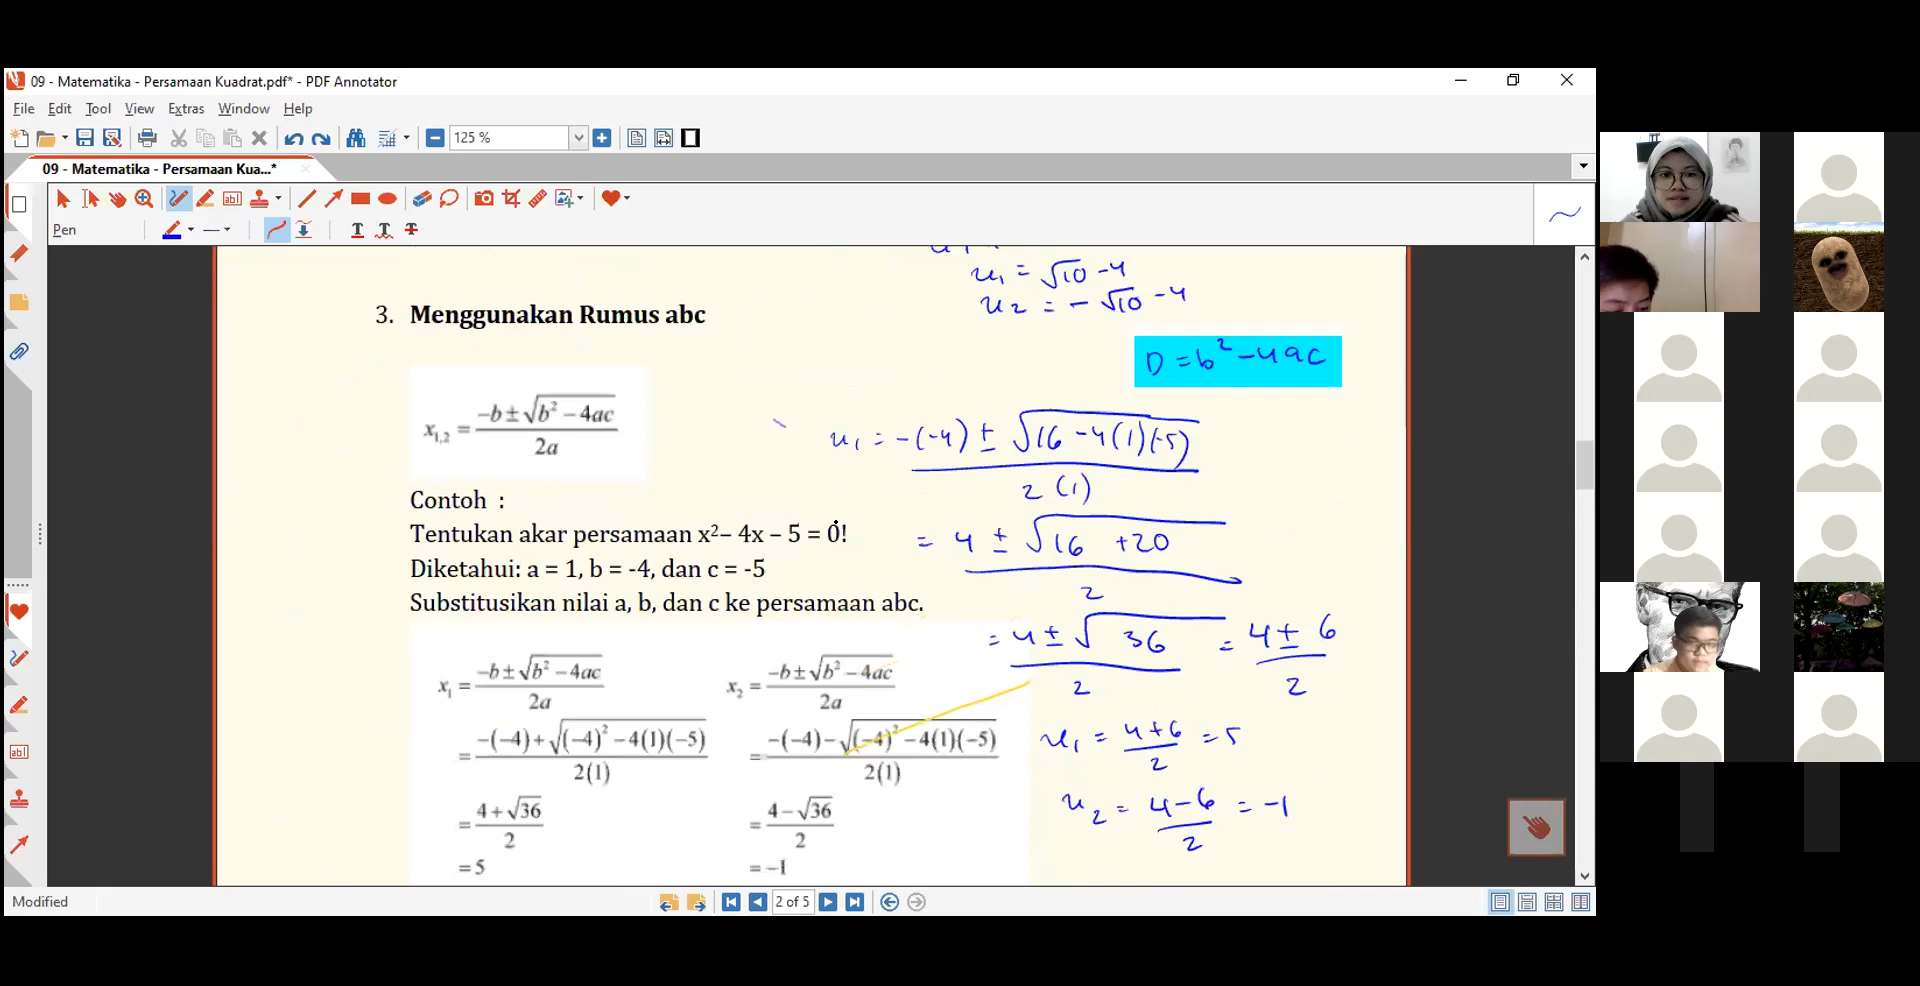 09 - Matematika - Persamaan Kuadrat.pdf* - PDF Annotator
File Edit Tool View Extras Window Help
125 %
09 - Matematika - Persamaan Kua...*
Pen
x₁ = √10 - 4
x₂ = - √10 - 4
3. Menggunakan Rumus abc
D = b² - 4ac
x₁,₂ = (-b ± √(b² - 4ac)) / 2a
x₁ = (-(-4) ± √(16 - 4(1)(-5))) / 2(1)
Contoh :
= (4 ± √(16 + 20)) / 2
Tentukan akar persamaan x²– 4x – 5 = 0!
Diketahui: a = 1, b = -4, dan c = -5
Substitusikan nilai a, b, dan c ke persamaan abc.
= (4 ± √36) / 2 = (4 ± 6) / 2
x₁ = (-b ± √(b² - 4ac)) / 2a
= (-(-4) + √((-4)² - 4(1)(-5))) / 2(1)
= (4 + √36) / 2
= 5
x₂ = (-b ± √(b² - 4ac)) / 2a
= (-(-4) - √((-4)² - 4(1)(-5))) / 2(1)
= (4 - √36) / 2
= -1
x₁ = (4 + 6) / 2 = 5
x₂ = (4 - 6) / 2 = -1
Modified
2 of 5